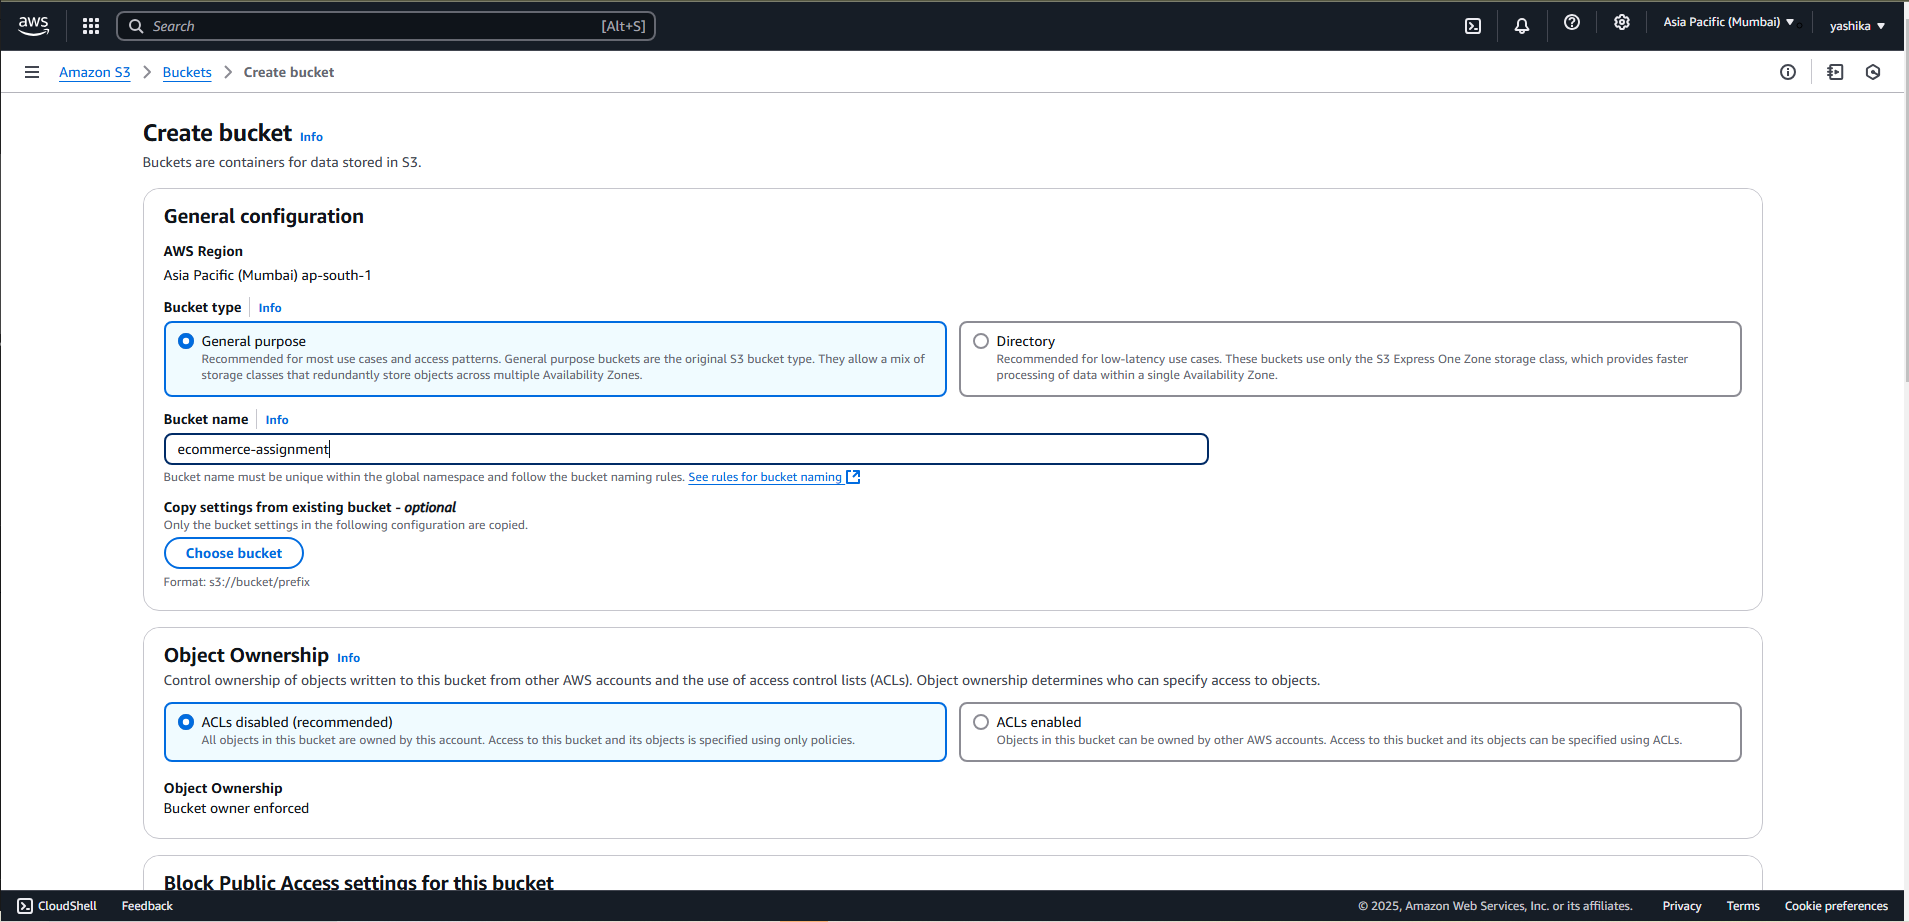 aws
Search [Alt+S]
Asia Pacific (Mumbai)
yashika
Amazon S3 Buckets Create bucket
Create bucket Info
Buckets are containers for data stored in S3.
General configuration
AWS Region
Asia Pacific (Mumbai) ap-south-1
Bucket type Info
General purpose
Recommended for most use cases and access patterns. General purpose buckets are the original S3 bucket type. They allow a mix of
storage classes that redundantly store objects across multiple Availability Zones.
Directory
Recommended for low-latency use cases. These buckets use only the S3 Express One Zone storage class, which provides faster
processing of data within a single Availability Zone.
Bucket name Info
ecommerce-assignment
Bucket name must be unique within the global namespace and follow the bucket naming rules. See rules for bucket naming
Copy settings from existing bucket - optional
Only the bucket settings in the following configuration are copied.
Choose bucket
Format: s3://bucket/prefix
Object Ownership Info
Control ownership of objects written to this bucket from other AWS accounts and the use of access control lists (ACLs). Object ownership determines who can specify access to objects.
ACLs disabled (recommended)
All objects in this bucket are owned by this account. Access to this bucket and its objects is specified using only policies.
ACLs enabled
Objects in this bucket can be owned by other AWS accounts. Access to this bucket and its objects can be specified using ACLs.
Object Ownership
Bucket owner enforced
Block Public Access settings for this bucket
CloudShell Feedback © 2025, Amazon Web Services, Inc. or its affiliates. Privacy Terms Cookie preferences